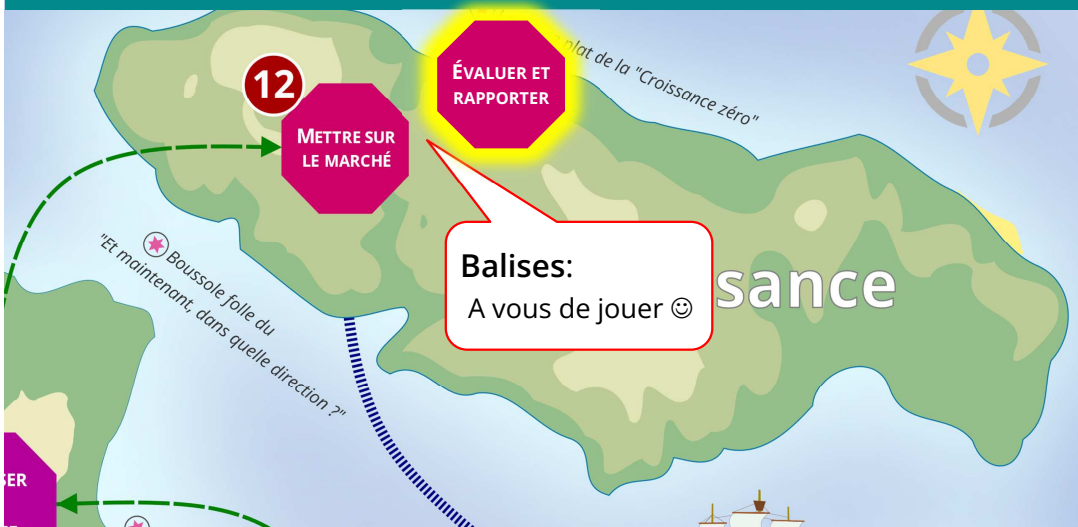 ÉVALUER ET
RAPPORTER
plat de la "Croissance zéro"
12
METTRE SUR
LE MARCHÉ
Boussole folle du
"Et maintenant, dans quelle direction ?"
Balises:
A vous de jouer ☺
sance
SER